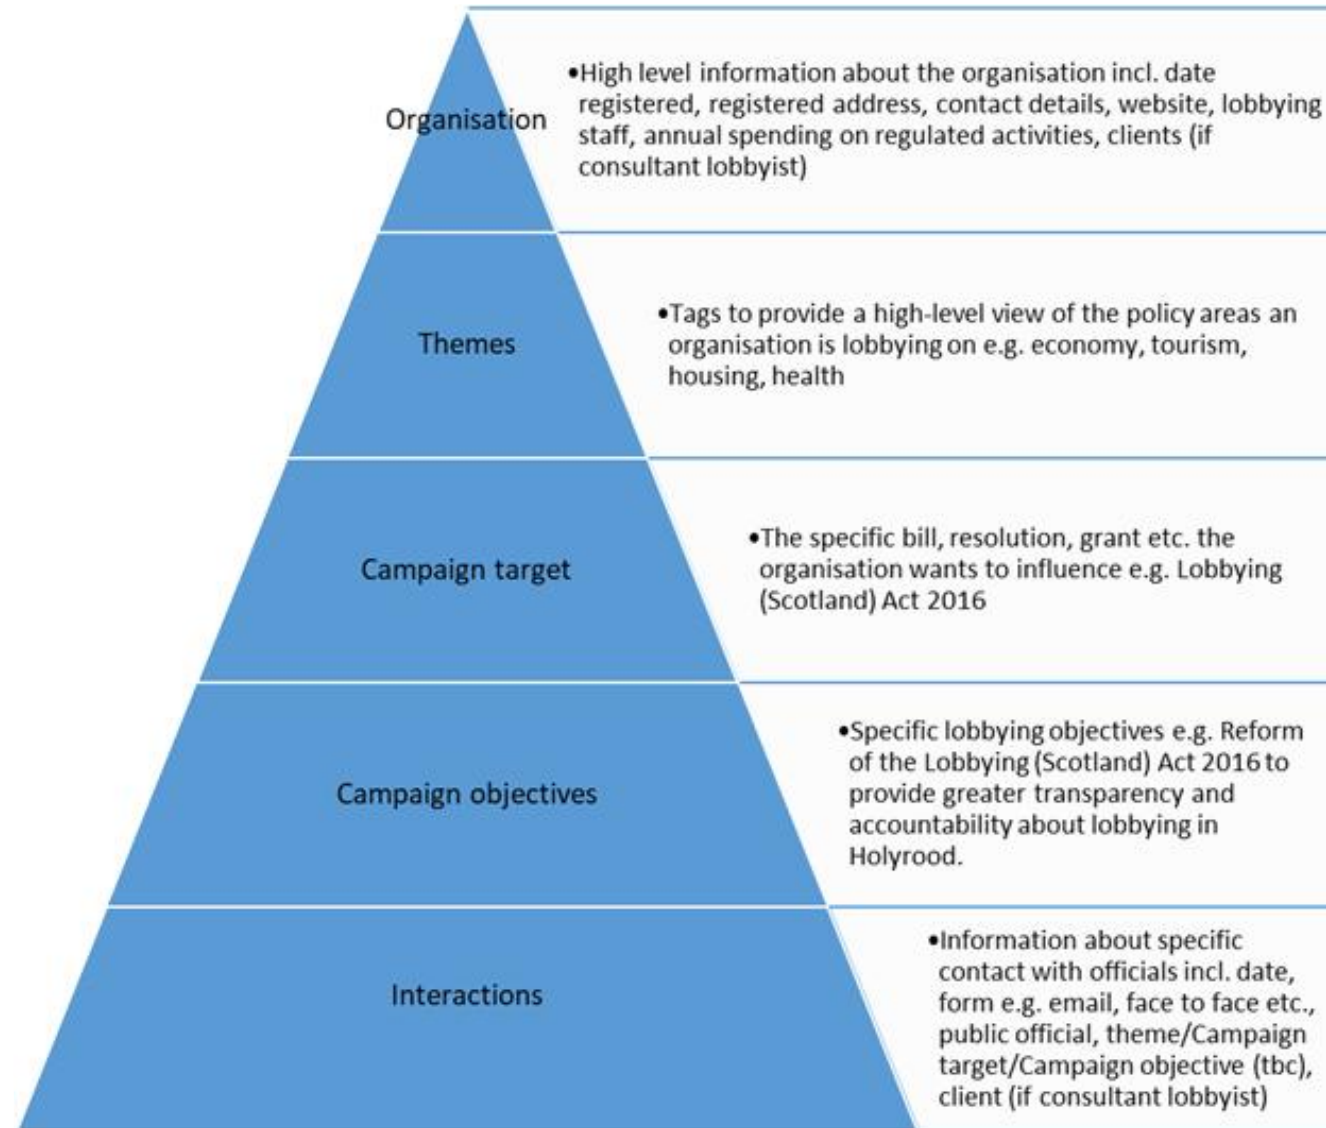 Organisation
•High level information about the organisation incl. date
registered, registered address, contact details, website, lobbying
staff, annual spending on regulated activities, clients (if
consultant lobbyist)
Themes
•Tags to provide a high-level view of the policy areas an
organisation is lobbying on e.g. economy, tourism,
housing, health
Campaign target
•The specific bill, resolution, grant etc. the
organisation wants to influence e.g. Lobbying
(Scotland) Act 2016
Campaign objectives
•Specific lobbying objectives e.g. Reform
of the Lobbying (Scotland) Act 2016 to
provide greater transparency and
accountability about lobbying in
Holyrood.
Interactions
•Information about specific
contact with officials incl. date,
form e.g. email, face to face etc.,
public official, theme/Campaign
target/Campaign objective (tbc),
client (if consultant lobbyist)